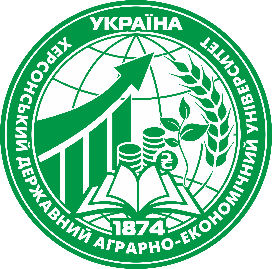 УКРАЇНА
ХЕРСОНСЬКИЙ ДЕРЖАВНИЙ АГРАРНО-ЕКОНОМІЧНИЙ УНІВЕРСИТЕТ
₴
1874